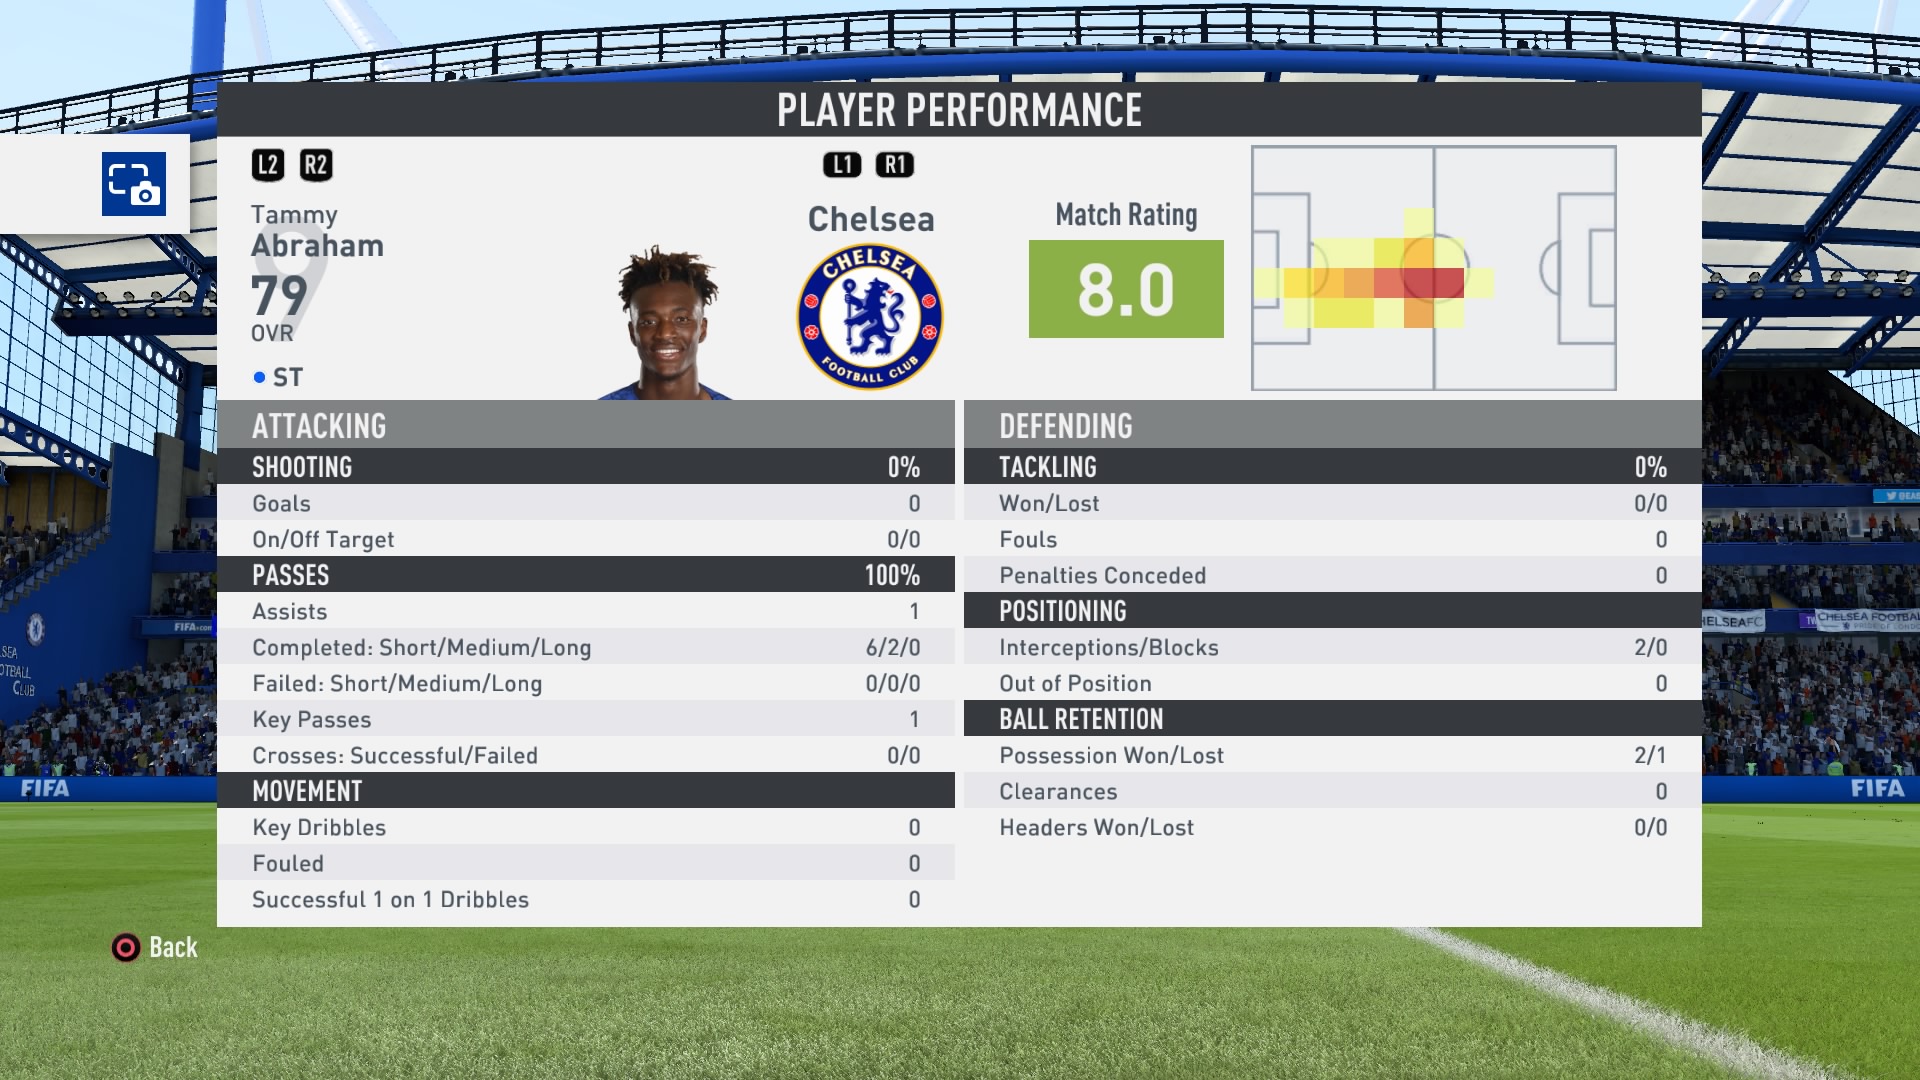 PLAYER PERFORMANCE
L2 R2
Tammy
Abraham
9
79
OVR
ST
L1 R1
Chelsea
CHELSEA
FOOTBALL CLUB
Match Rating
8.0
ATTACKING
SHOOTING 0%
Goals 0
On/Off Target 0/0
PASSES 100%
Assists 1
Completed: Short/Medium/Long 6/2/0
Failed: Short/Medium/Long 0/0/0
Key Passes 1
Crosses: Successful/Failed 0/0
MOVEMENT
Key Dribbles 0
Fouled 0
Successful 1 on 1 Dribbles 0
DEFENDING
TACKLING 0%
Won/Lost 0/0
Fouls 0
Penalties Conceded 0
POSITIONING
Interceptions/Blocks 2/0
Out of Position 0
BALL RETENTION
Possession Won/Lost 2/1
Clearances 0
Headers Won/Lost 0/0
FIFA
FIFA
CLUB
CHELSEA FOOTBAL
Back